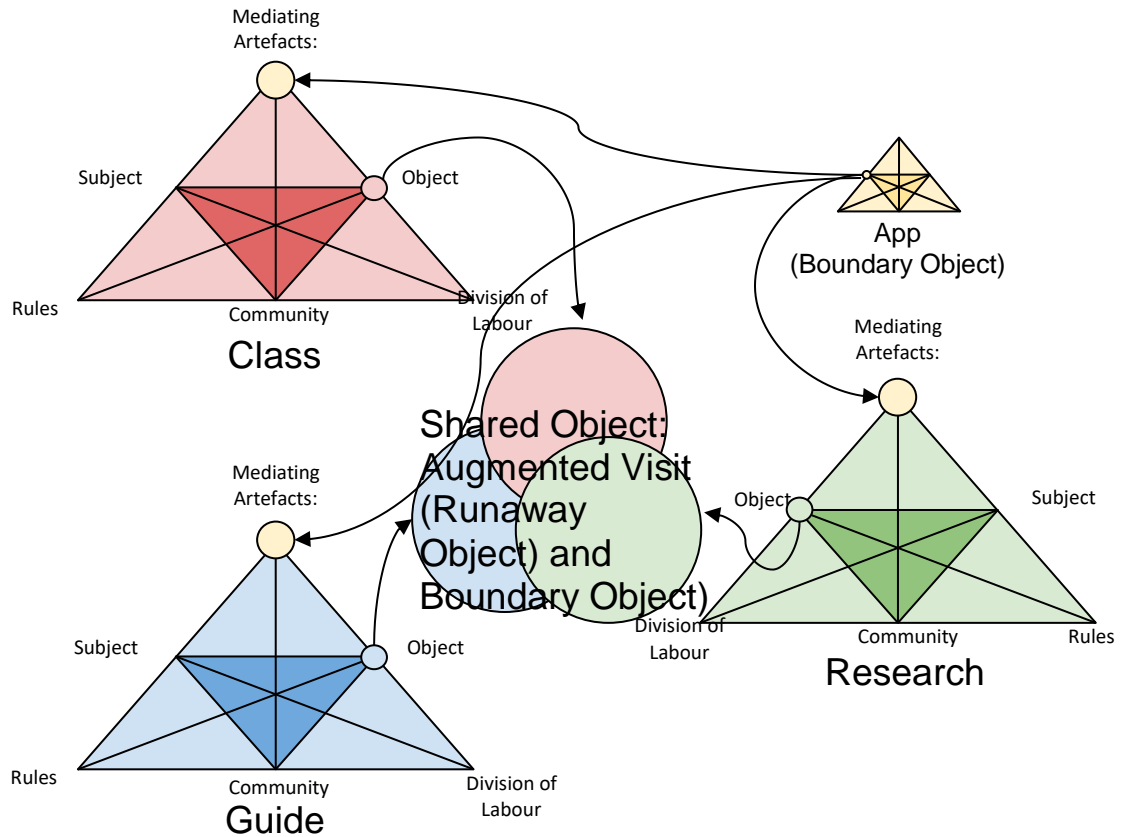 Mediating
Artefacts:
Subject
Object
Rules
Community
Division of
Labour
Class
App
(Boundary Object)
Mediating
Artefacts:
Shared Object:
Augmented Visit
(Runaway
Object) and
Boundary Object)
Object
Subject
Division of
Labour
Community
Rules
Research
Mediating
Artefacts:
Subject
Object
Rules
Community
Division of
Labour
Guide